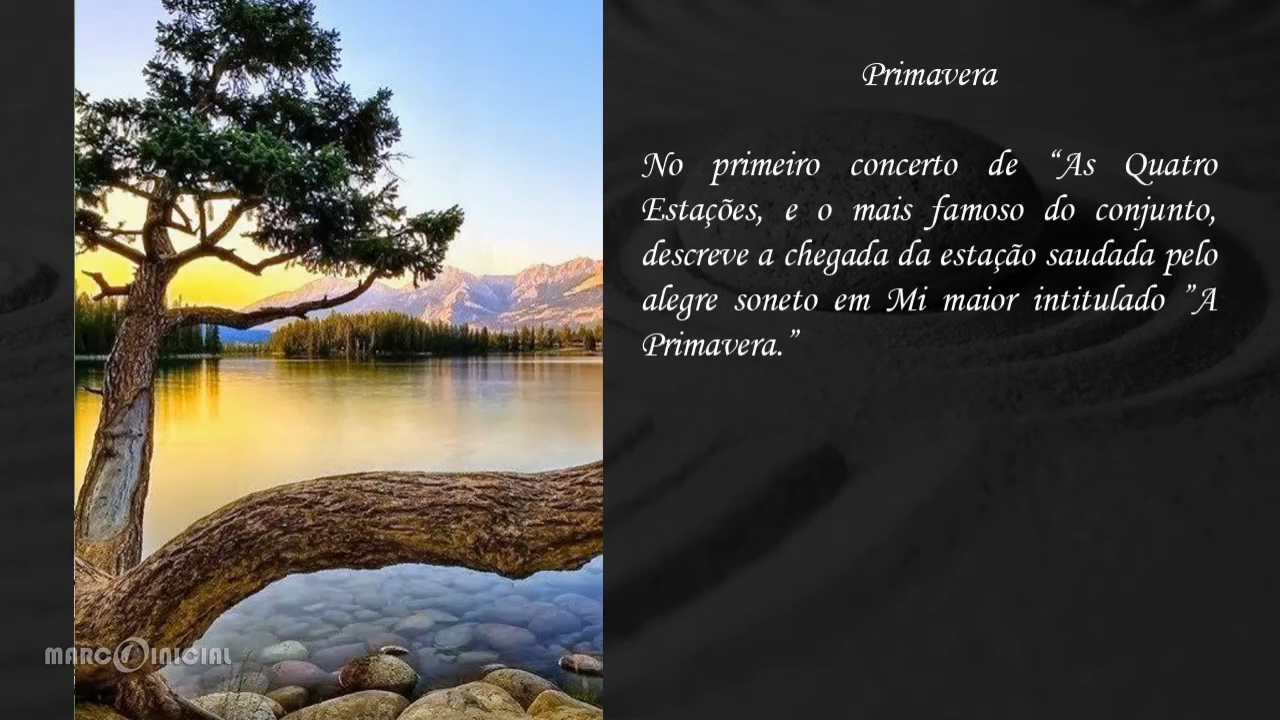 Primavera
No primeiro concerto de “As Quatro
Estações, e o mais famoso do conjunto,
descreve a chegada da estação saudada pelo
alegre soneto em Mi maior intitulado ”A
Primavera.”
MARCO INICIAL